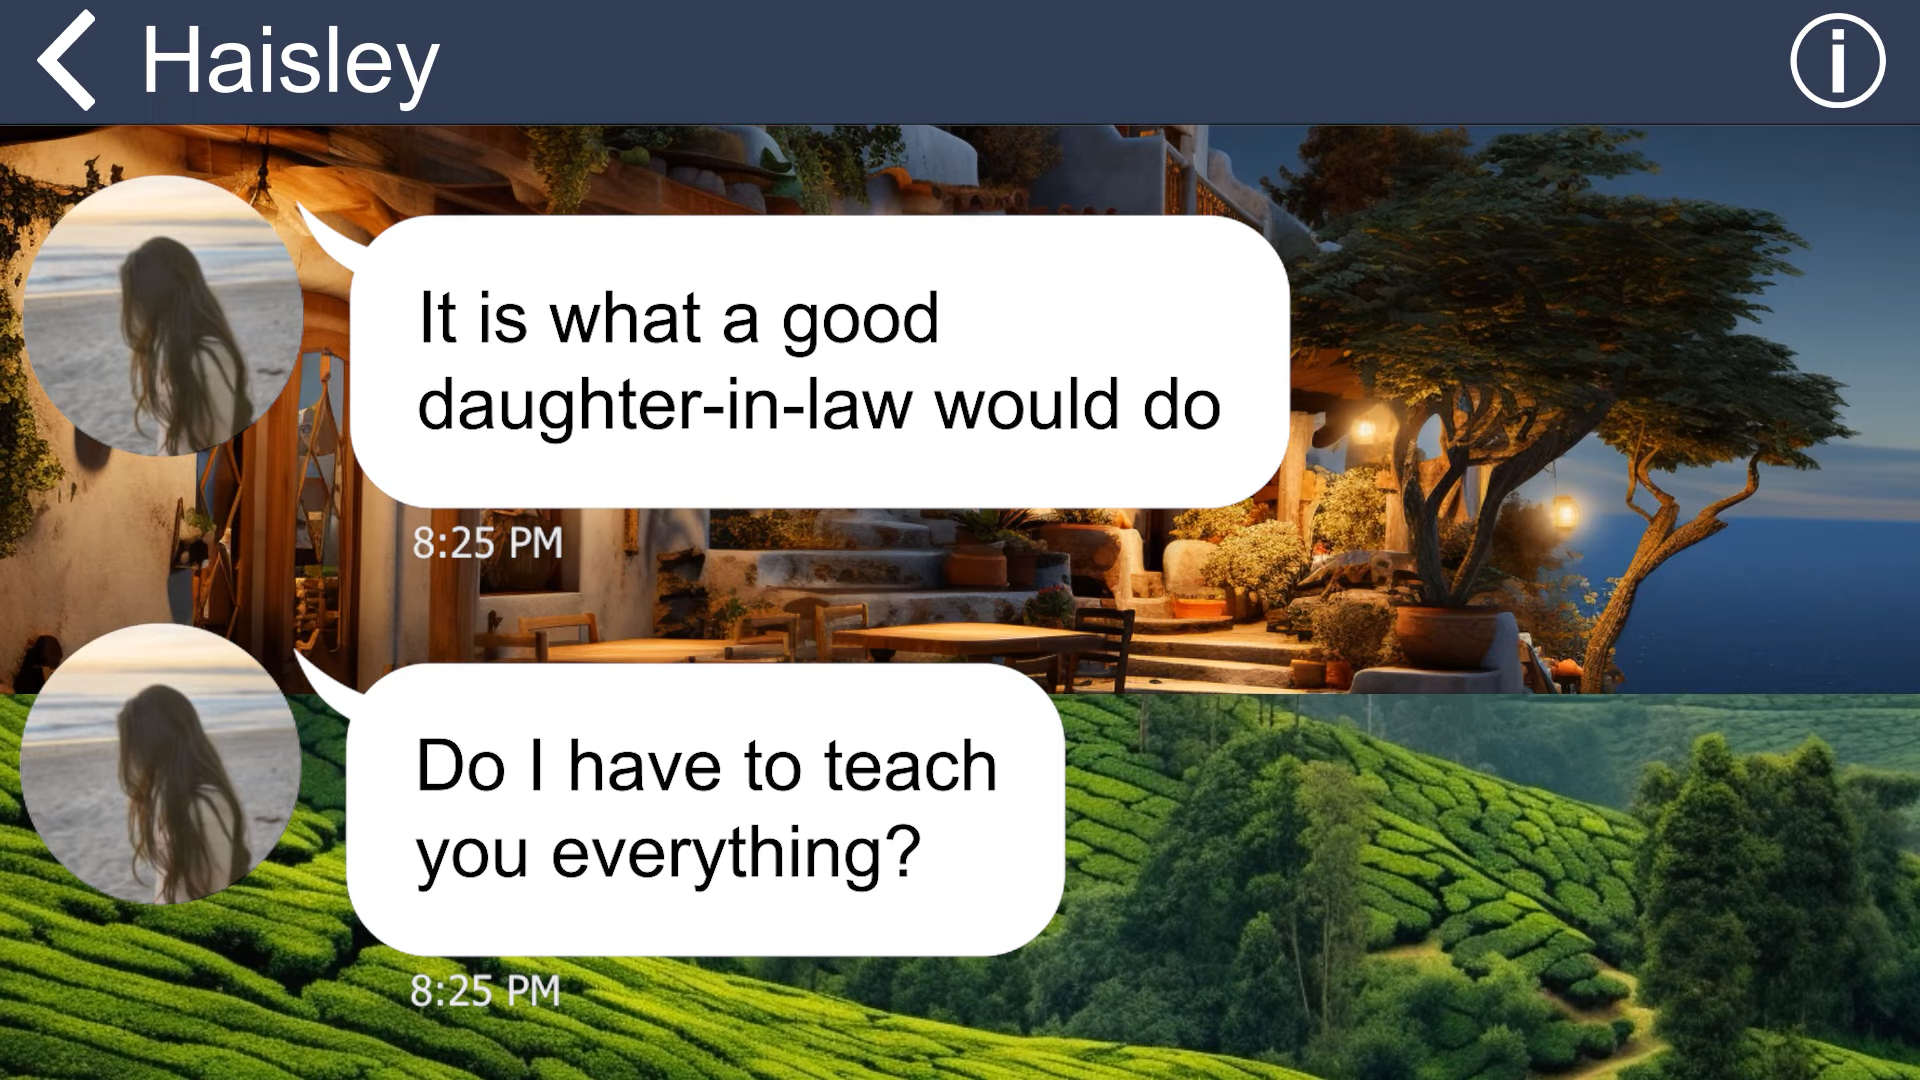 Haisley
It is what a good
daughter-in-law would do
8:25 PM
Do I have to teach
you everything?
8:25 PM